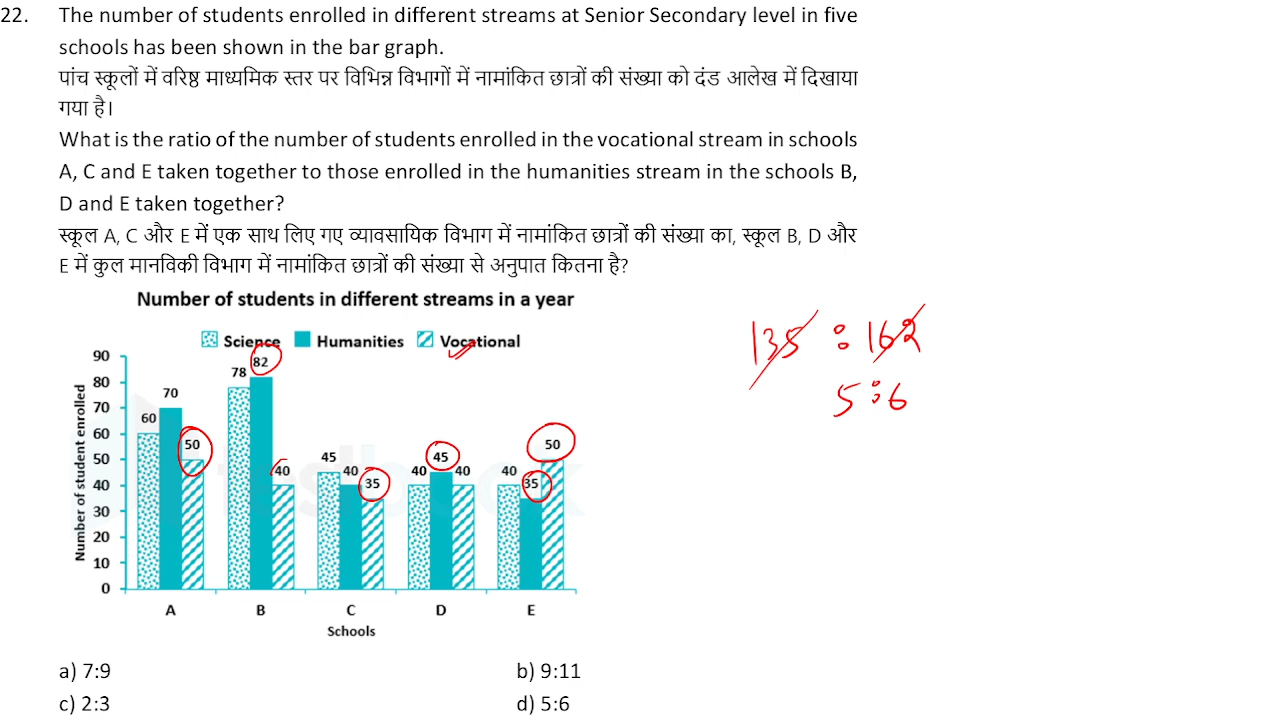 22. The number of students enrolled in different streams at Senior Secondary level in five
schools has been shown in the bar graph.
पांच स्कूलों में वरिष्ठ माध्यमिक स्तर पर विभिन्न विभागों में नामांकित छात्रों की संख्या को दंड आलेख में दिखाया
गया है।
What is the ratio of the number of students enrolled in the vocational stream in schools
A, C and E taken together to those enrolled in the humanities stream in the schools B,
D and E taken together?
स्कूल A, C और E में एक साथ लिए गए व्यावसायिक विभाग में नामांकित छात्रों की संख्या का, स्कूल B, D और
E में कुल मानविकी विभाग में नामांकित छात्रों की संख्या से अनुपात कितना है?
Number of students in different streams in a year
Science Humanities Vocational
135 : 162
5:6
Number of student enrolled
90
80
70
60
50
40
30
20
10
0
60 70 50
78 82 40
45 40 35
40 45 40
40 35 50
A B C D E
Schools
a) 7:9 b) 9:11
c) 2:3 d) 5:6